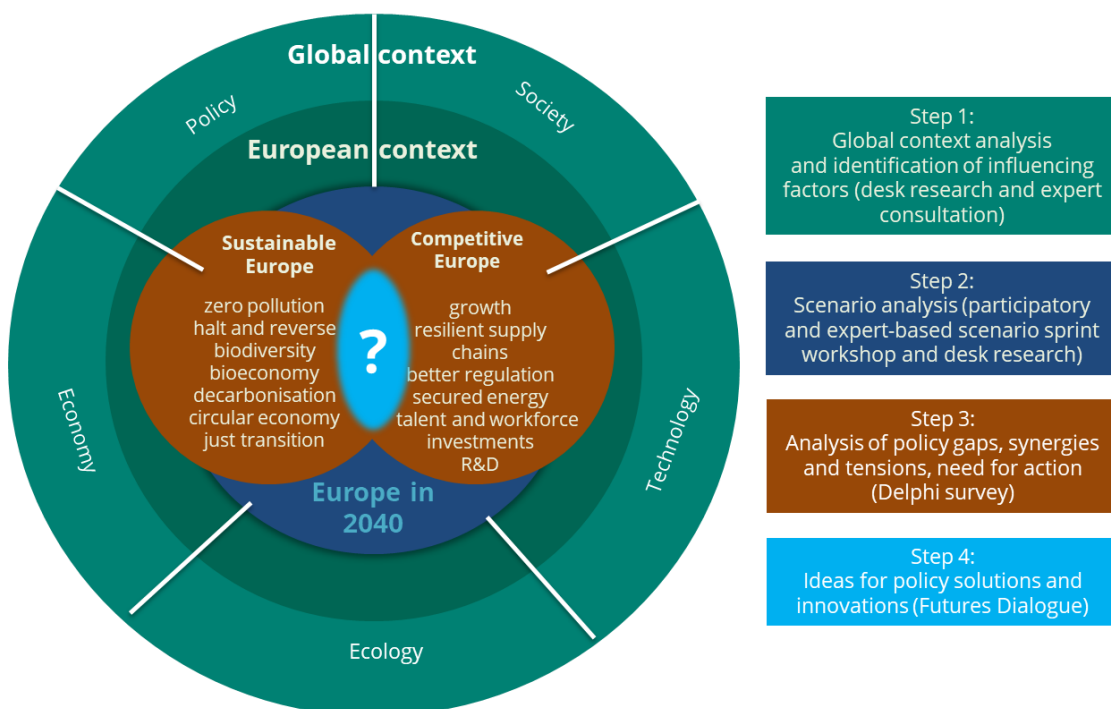 Global context
Policy
Society
European context
Economy
Technology
Ecology
Sustainable
Europe
zero pollution
halt and reverse
biodiversity
bioeconomy
decarbonisation
circular economy
just transition
?
Competitive
Europe
growth
resilient supply
chains
better regulation
secured energy
talent and workforce
investments
R&D
Europe in
2040
Step 1:
Global context analysis
and identification of influencing
factors (desk research and expert
consultation)
Step 2:
Scenario analysis (participatory
and expert-based scenario sprint
workshop and desk research)
Step 3:
Analysis of policy gaps, synergies
and tensions, need for action
(Delphi survey)
Step 4:
Ideas for policy solutions and
innovations (Futures Dialogue)